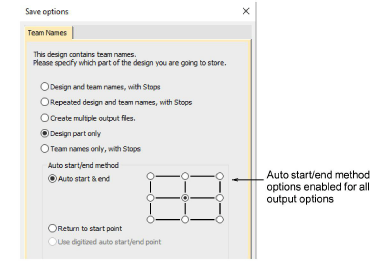 Save options
Team Names
This design contains team names.
Please specify which part of the design you are going to store.
Design and team names, with Stops
Repeated design and team names, with Stops
Create multiple output files.
Design part only
Team names only, with Stops
Auto start/end method
Auto start & end
Return to start point
Use digitized auto start/end point
Auto start/end method
options enabled for all
output options